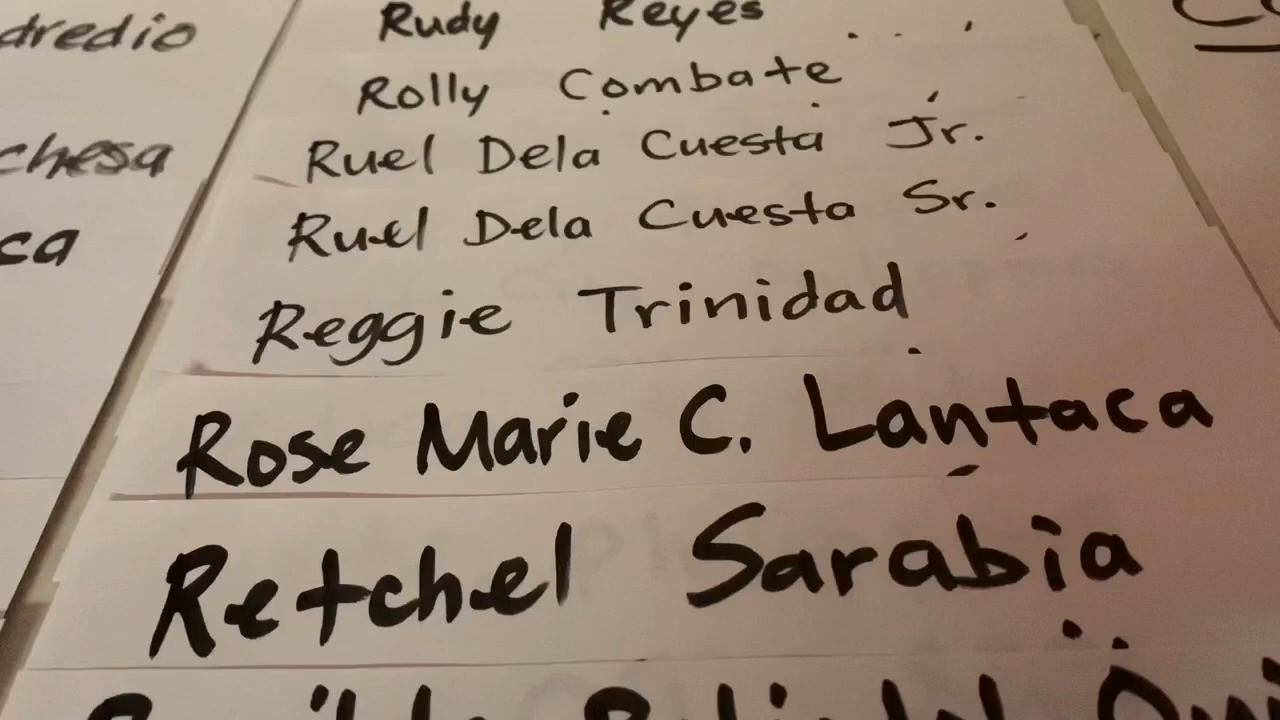 Rudy Reyes
Rolly Combate
Ruel Dela Cuesta Jr.
Ruel Dela Cuesta Sr.
Reggie Trinidad
Rose Marie C. Lantaca
Retchel Sarabia